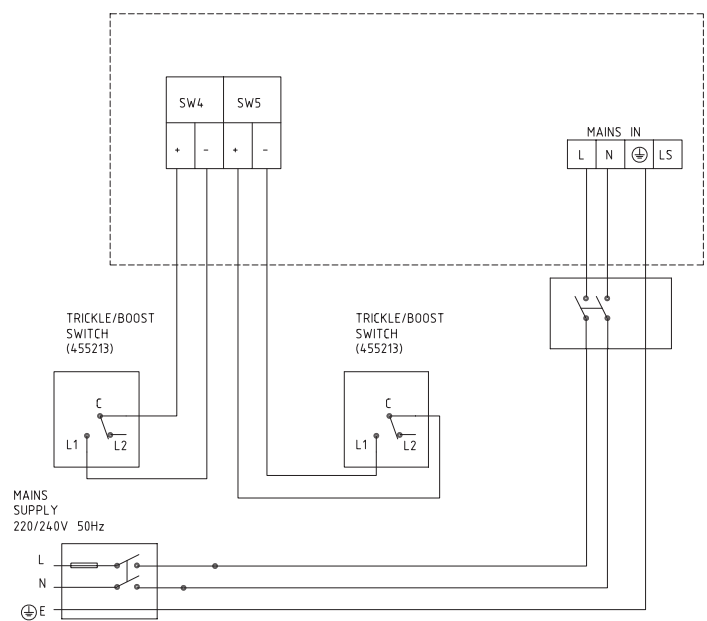 SW4 SW5
+ - + -
MAINS IN
L N LS
TRICKLE/BOOST
SWITCH
(455213)
C
L1 L2
TRICKLE/BOOST
SWITCH
(455213)
C
L1 L2
MAINS
SUPPLY
220/240V 50Hz
L
N
E